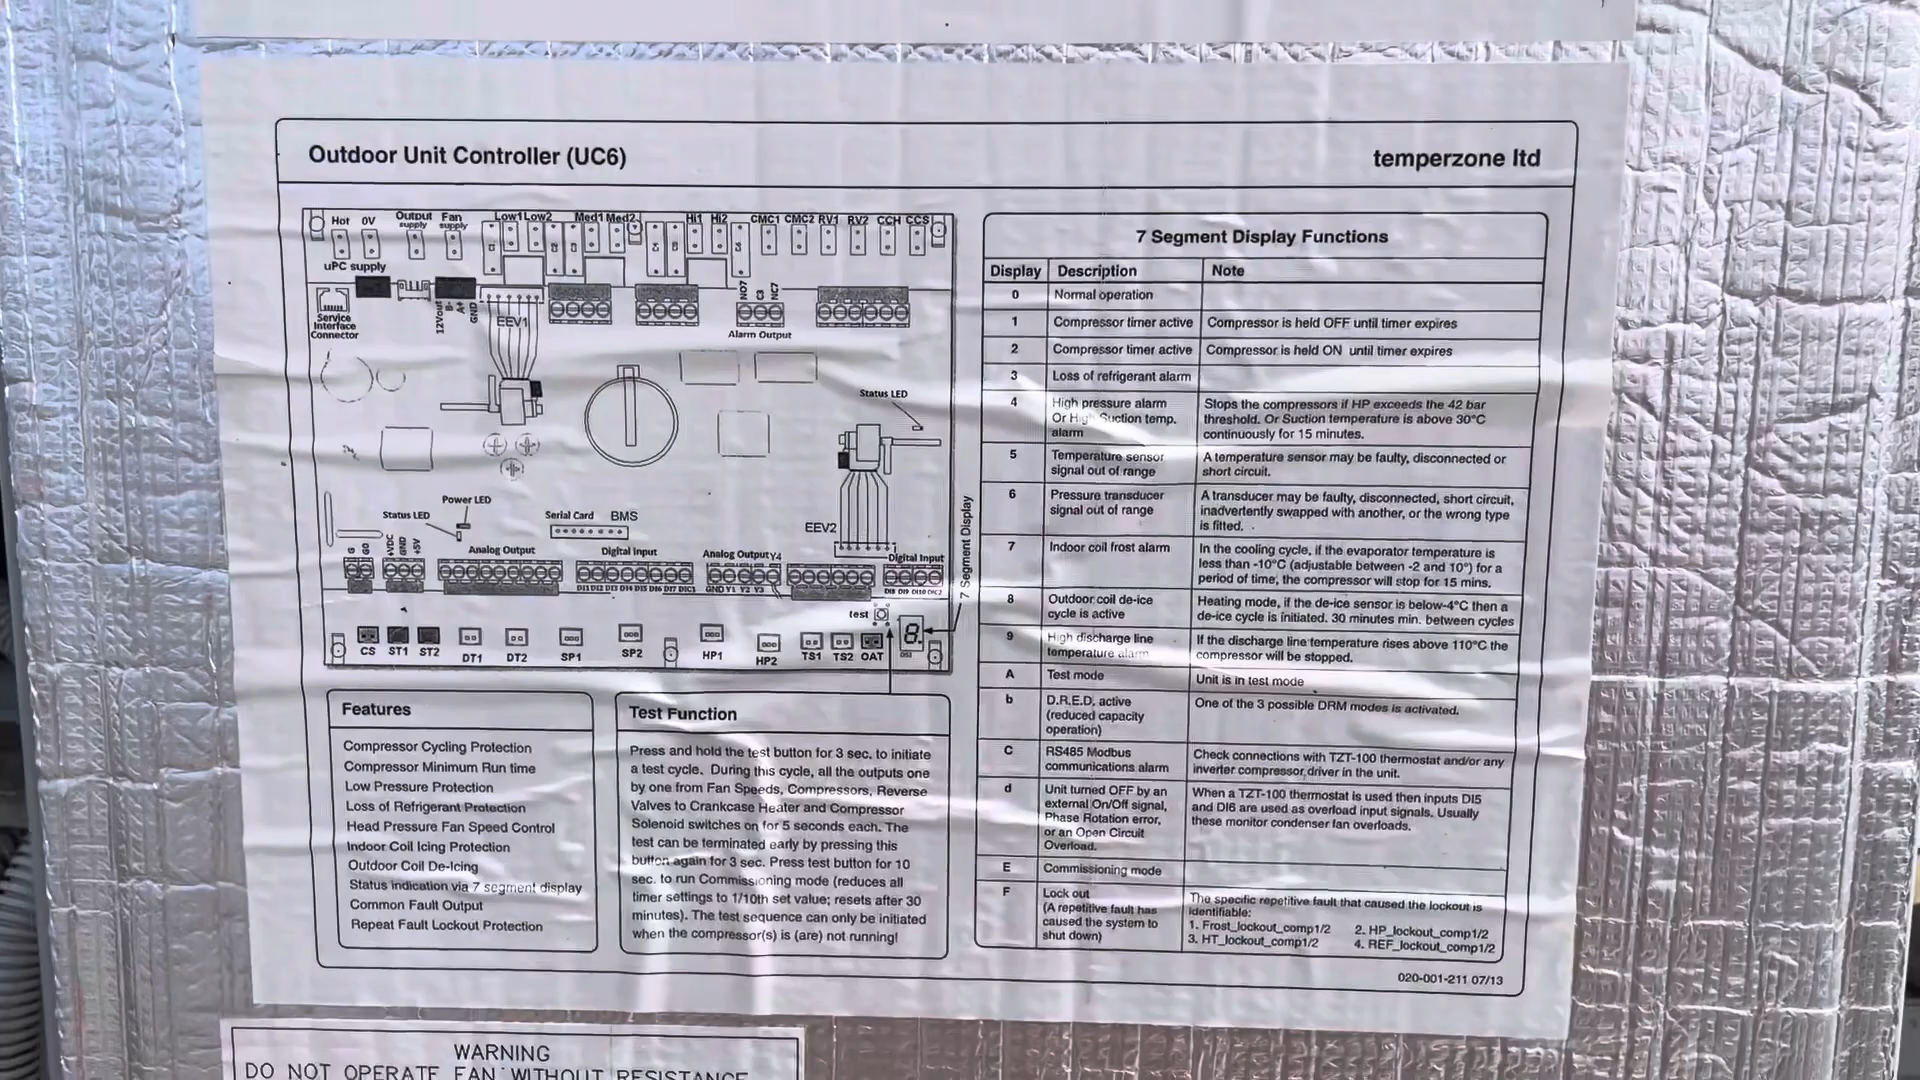 Outdoor Unit Controller (UC6)
temperzone ltd
Hot 0V Output supply Fan supply Low1 Low2 Med1 Med2 Hi1 Hi2 CMC1 CMC2 RV1 RV2 CCH CCS
uPC supply
Service
Interface
Connector
12Vout
B-
A+
GND
EEV1
NO7
C3
NC7
Alarm Output
Status LED
Power LED
Status LED
Serial Card BMS
EEV2
7 Segment Display
G
G0
+VDC
GND
+5V
Analog Output
Digital Input
Analog Output Y4
Digital Input
DI1 DI2 DI3 DI4 DI5 DI6 DI7 DIC1
GND Y1 Y2 Y3
DI8 DI9 DI10 DIC2
test
8.
CS ST1 ST2 DT1 DT2 SP1 SP2 HP1 HP2 TS1 TS2 OAT
Features
Compressor Cycling Protection
Compressor Minimum Run time
Low Pressure Protection
Loss of Refrigerant Protection
Head Pressure Fan Speed Control
Indoor Coil Icing Protection
Outdoor Coil De-Icing
Status indication via 7 segment display
Common Fault Output
Repeat Fault Lockout Protection
Test Function
Press and hold the test button for 3 sec. to initiate
a test cycle. During this cycle, all the outputs one
by one from Fan Speeds, Compressors, Reverse
Valves to Crankcase Heater and Compressor
Solenoid switches on for 5 seconds each. The
test can be terminated early by pressing this
button again for 3 sec. Press test button for 10
sec. to run Commissioning mode (reduces all
timer settings to 1/10th set value; resets after 30
minutes). The test sequence can only be initiated
when the compressor(s) is (are) not running!
7 Segment Display Functions
Display Description Note
0 Normal operation
1 Compressor timer active Compressor is held OFF until timer expires
2 Compressor timer active Compressor is held ON until timer expires
3 Loss of refrigerant alarm
4 High pressure alarm Stops the compressors if HP exceeds the 42 bar
Or High Suction temp. threshold. Or Suction temperature is above 30°C
alarm continuously for 15 minutes.
5 Temperature sensor A temperature sensor may be faulty, disconnected or
signal out of range short circuit.
6 Pressure transducer A transducer may be faulty, disconnected, short circuit,
signal out of range inadvertently swapped with another, or the wrong type
is fitted.
7 Indoor coil frost alarm In the cooling cycle, if the evaporator temperature is
less than -10°C (adjustable between -2 and 10°) for a
period of time, the compressor will stop for 15 mins.
8 Outdoor coil de-ice Heating mode, if the de-ice sensor is below-4°C then a
cycle is active de-ice cycle is initiated. 30 minutes min. between cycles
9 High discharge line If the discharge line temperature rises above 110°C the
temperature alarm compressor will be stopped.
A Test mode Unit is in test mode
b D.R.E.D, active One of the 3 possible DRM modes is activated.
(reduced capacity
operation)
C RS485 Modbus Check connections with TZT-100 thermostat and/or any
communications alarm inverter compressor driver in the unit.
d Unit turned OFF by an When a TZT-100 thermostat is used then inputs DI5
external On/Off signal, and DI6 are used as overload input signals. Usually
Phase Rotation error, these monitor condenser fan overloads.
or an Open Circuit
Overload.
E Commissioning mode
F Lock out The specific repetitive fault that caused the lockout is
(A repetitive fault has identifiable:
caused the system to 1. Frost_lockout_comp1/2 2. HP_lockout_comp1/2
shut down) 3. HT_lockout_comp1/2 4. REF_lockout_comp1/2
020-001-211 07/13
WARNING
DO NOT OPERATE FAN WITHOUT RESISTANCE